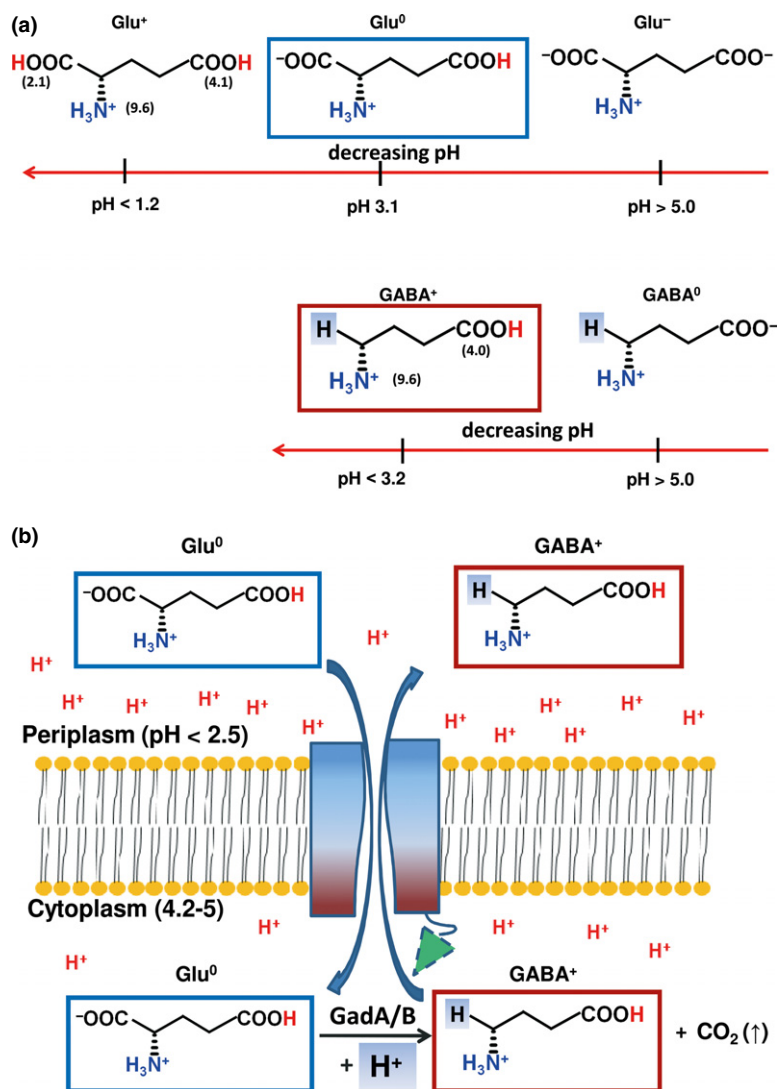 (a)
Glu⁺ Glu⁰ Glu⁻
HOOC COOH ⁻OOC COOH ⁻OOC COO⁻
(2.1) (4.1)
H₃N⁺ (9.6) H₃N⁺ H₃N⁺
decreasing pH
pH < 1.2 pH 3.1 pH > 5.0
GABA⁺ GABA⁰
H COOH H COO⁻
(4.0)
H₃N⁺ (9.6) H₃N⁺
decreasing pH
pH < 3.2 pH > 5.0
(b)
Glu⁰ GABA⁺
⁻OOC COOH H COOH
H₃N⁺ H₃N⁺
H⁺
H⁺
H⁺ H⁺ H⁺ H⁺ H⁺ H⁺ H⁺ H⁺ H⁺
H⁺ H⁺ H⁺ H⁺
Periplasm (pH < 2.5)
Cytoplasm (4.2-5)
H⁺ H⁺ H⁺ H⁺
H⁺
Glu⁰ GABA⁺
⁻OOC COOH GadA/B H COOH
+ CO₂(↑)
+ H⁺
H₃N⁺ H₃N⁺